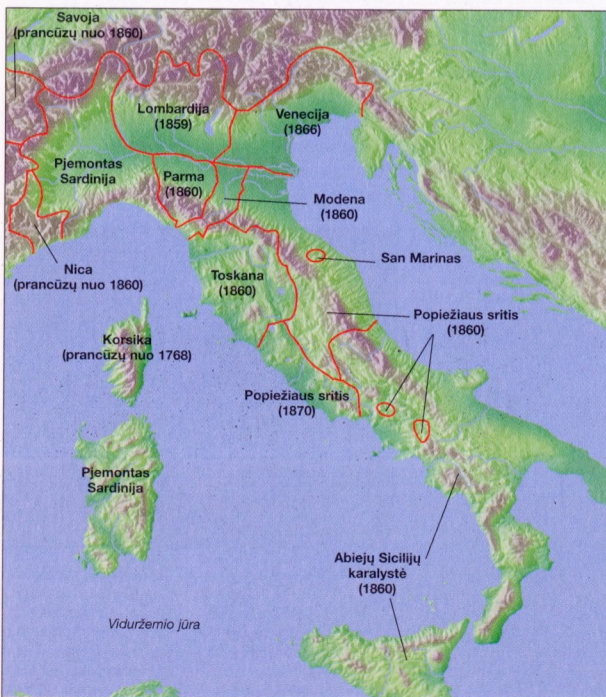 Savoja
(prancūzų nuo 1860)
Lombardija
(1859)
Venecija
(1866)
Pjemontas
Sardinija
Parma
(1860)
Modena
(1860)
San Marinas
Nica
(prancūzų nuo 1860)
Toskana
(1860)
Popiežiaus sritis
(1860)
Korsika
(prancūzų nuo 1768)
Popiežiaus sritis
(1870)
Pjemontas
Sardinija
Abiejų Sicilijų
karalystė
(1860)
Viduržemio jūra